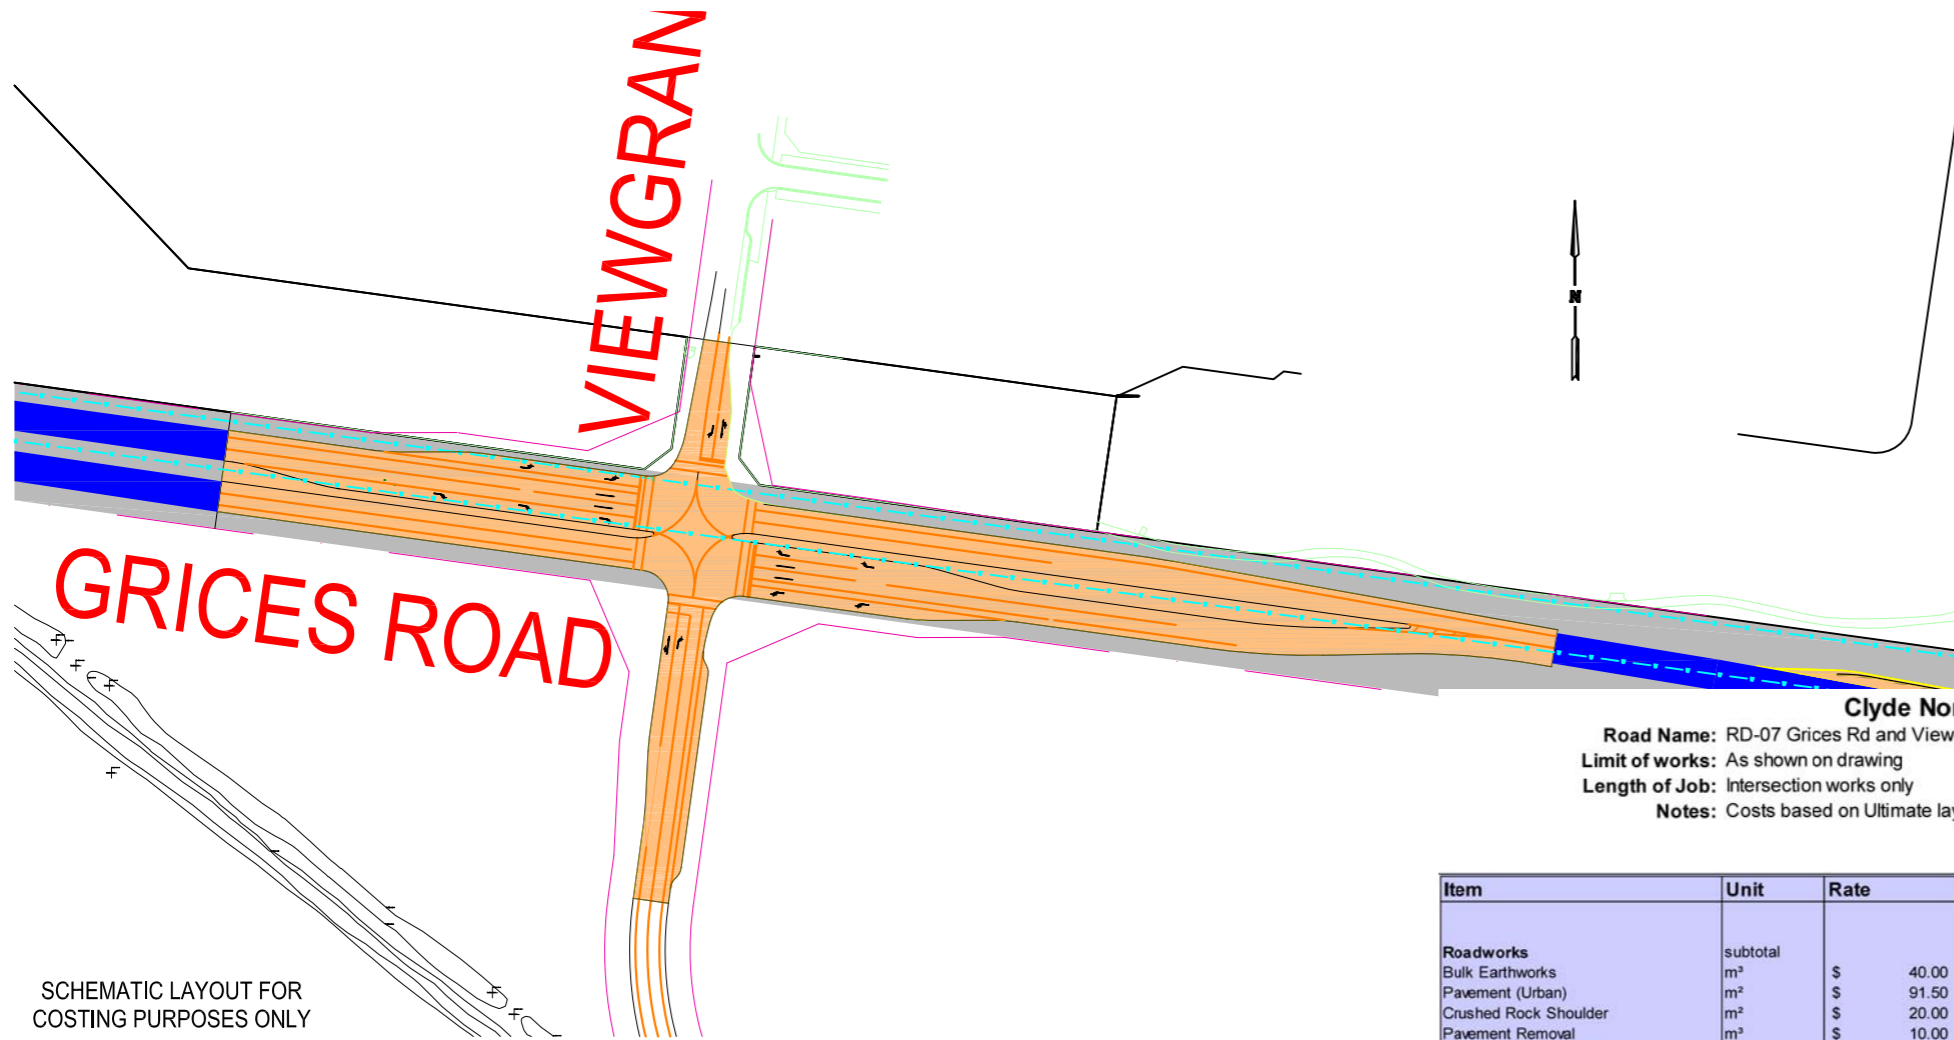 VIEWGRAN
N
GRICES ROAD
Clyde Nor
Road Name: RD-07 Grices Rd and View
Limit of works: As shown on drawing
Length of Job: Intersection works only
Notes: Costs based on Ultimate lay
Item Unit Rate
Roadworks subtotal
Bulk Earthworks m³ $ 40.00
Pavement (Urban) m² $ 91.50
Crushed Rock Shoulder m² $ 20.00
Pavement Removal m³ $ 10.00
SCHEMATIC LAYOUT FOR
COSTING PURPOSES ONLY